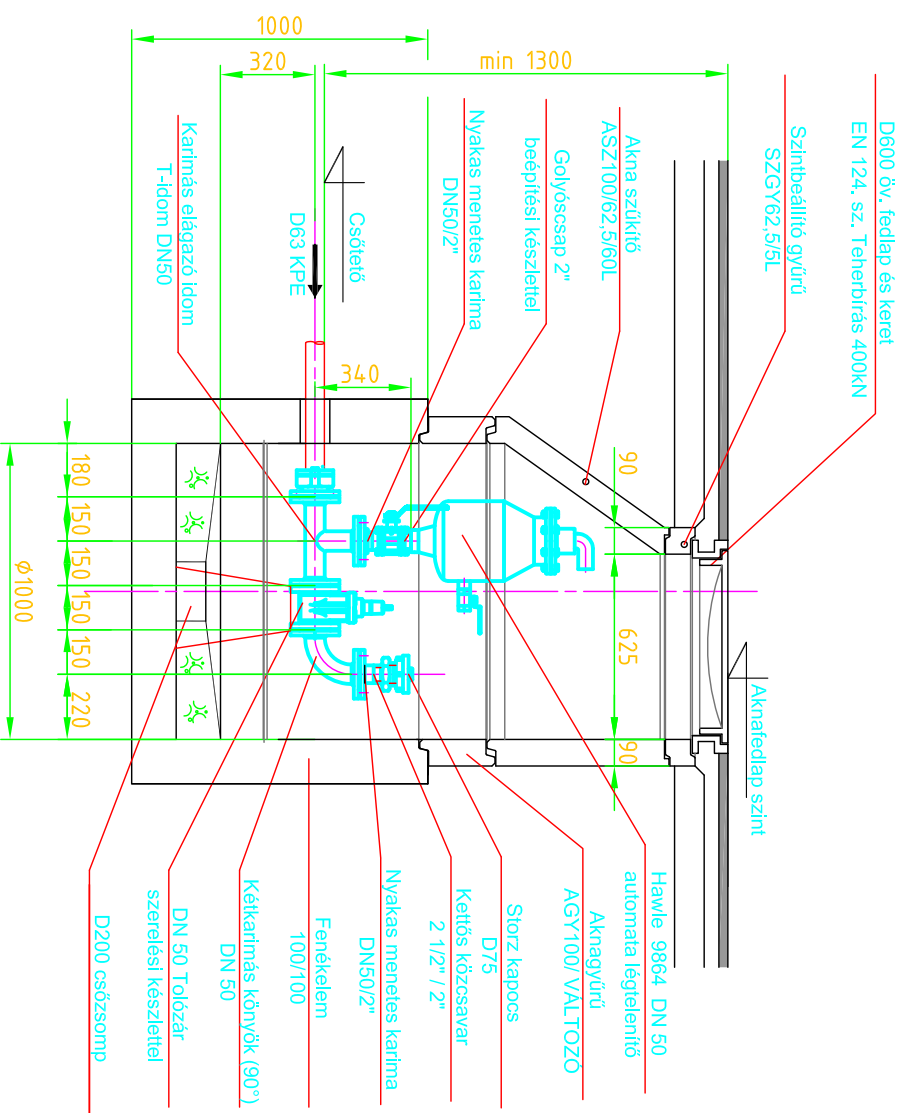 D600 öv. fedlap és keret
EN 124. sz. Teherbírás 400kN
Szintbeállító gyűrű
SZGY62,5/5L
Akna szűkítő
ASZ100/62,5/60L
Golyóscsap 2"
beépítési készlettel
Nyakas menetes karima
DN50/2"
Csőtető
D63 KPE
Karimás elágazó idom
T-idom DN50
1000
320
min 1300
340
90
625
90
Aknafedlap szint
180
150
150
150
150
220
ϕ1000
Hawle 9864 DN 50
automata légtelenítő
Aknagyűrű
AGY100/ VÁLTOZÓ
Storz kapocs
D75
Kettős közcsavar
2 1/2" / 2"
Nyakas menetes karima
DN50/2"
Fenékelem
100/100
Kétkarimás könyök (90°)
DN 50
DN 50 Tolózár
szerelési készlettel
D200 csőzsomp